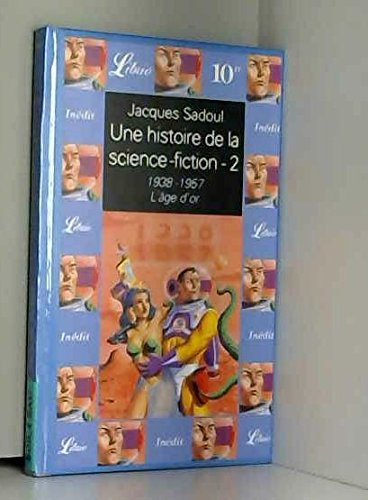 Librio
10F
Inédit
Inédit
Jacques Sadoul
Une histoire de la
science-fiction - 2
1938-1957
L'âge d'or
Librio
Librio
Inédit
Inédit
Librio
Inédit
Librio